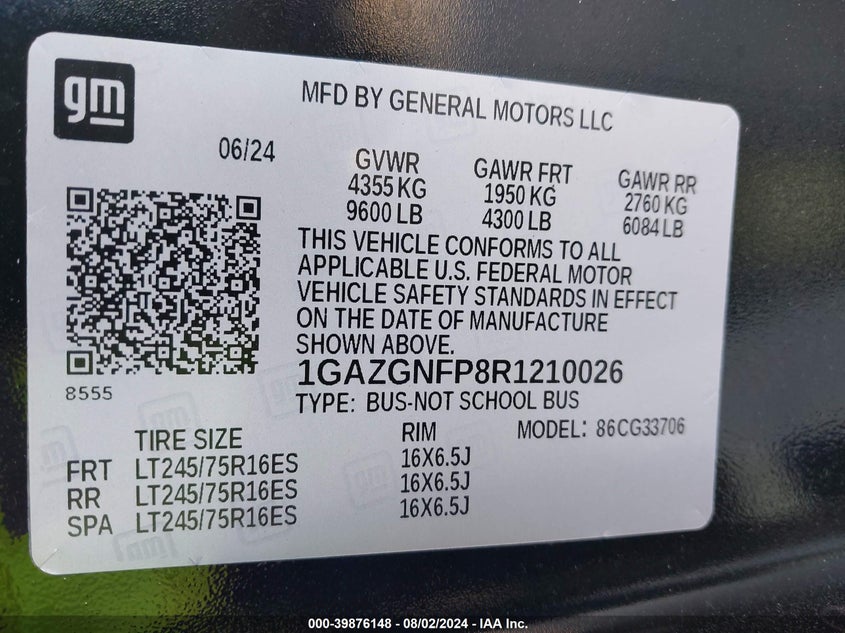 gm
MFD BY GENERAL MOTORS LLC
06/24
GVWR GAWR FRT GAWR RR
4355 KG 1950 KG 2760 KG
9600 LB 4300 LB 6084 LB
THIS VEHICLE CONFORMS TO ALL
APPLICABLE U.S. FEDERAL MOTOR
VEHICLE SAFETY STANDARDS IN EFFECT
ON THE DATE OF MANUFACTURE
SHOWN ABOVE.
8555
1GAZGNFP8R1210026
TYPE: BUS-NOT SCHOOL BUS
MODEL: 86CG33706
TIRE SIZE RIM
FRT LT245/75R16ES 16X6.5J
RR LT245/75R16ES 16X6.5J
SPA LT245/75R16ES 16X6.5J
gm
000-39876148 - 08/02/2024 - IAA Inc.